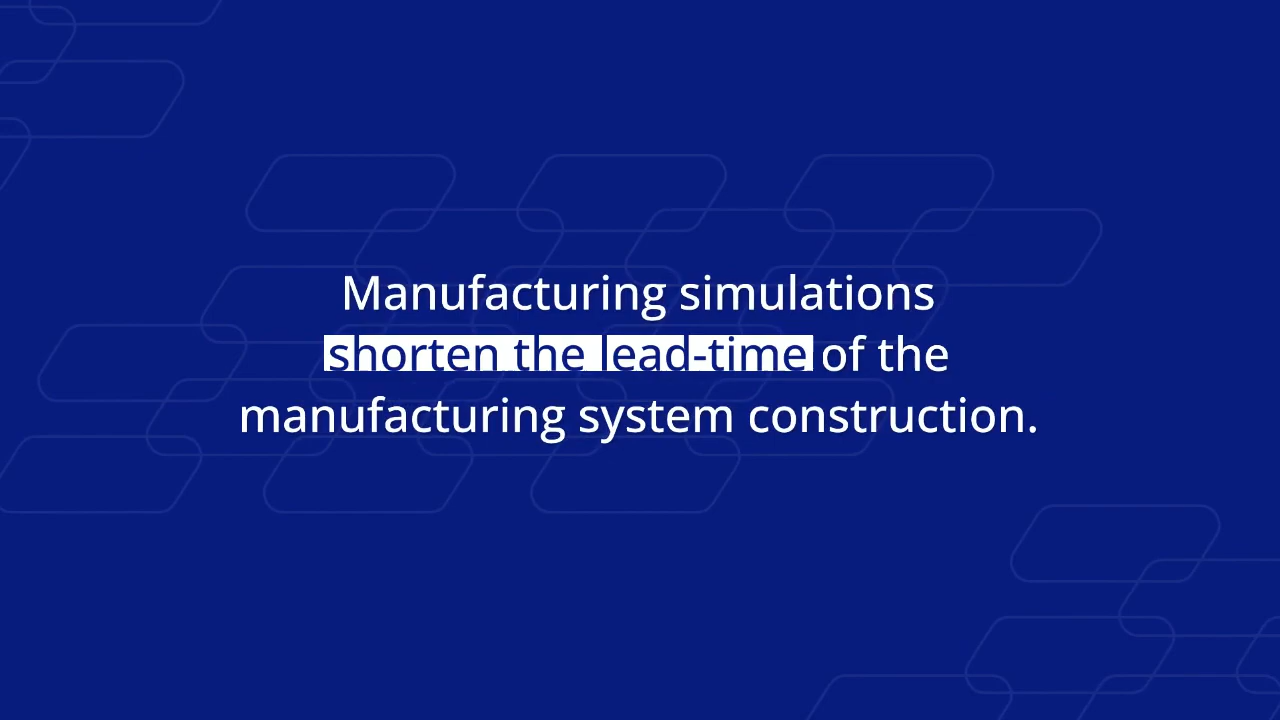 Manufacturing simulations
shorten the lead-time of the
manufacturing system construction.